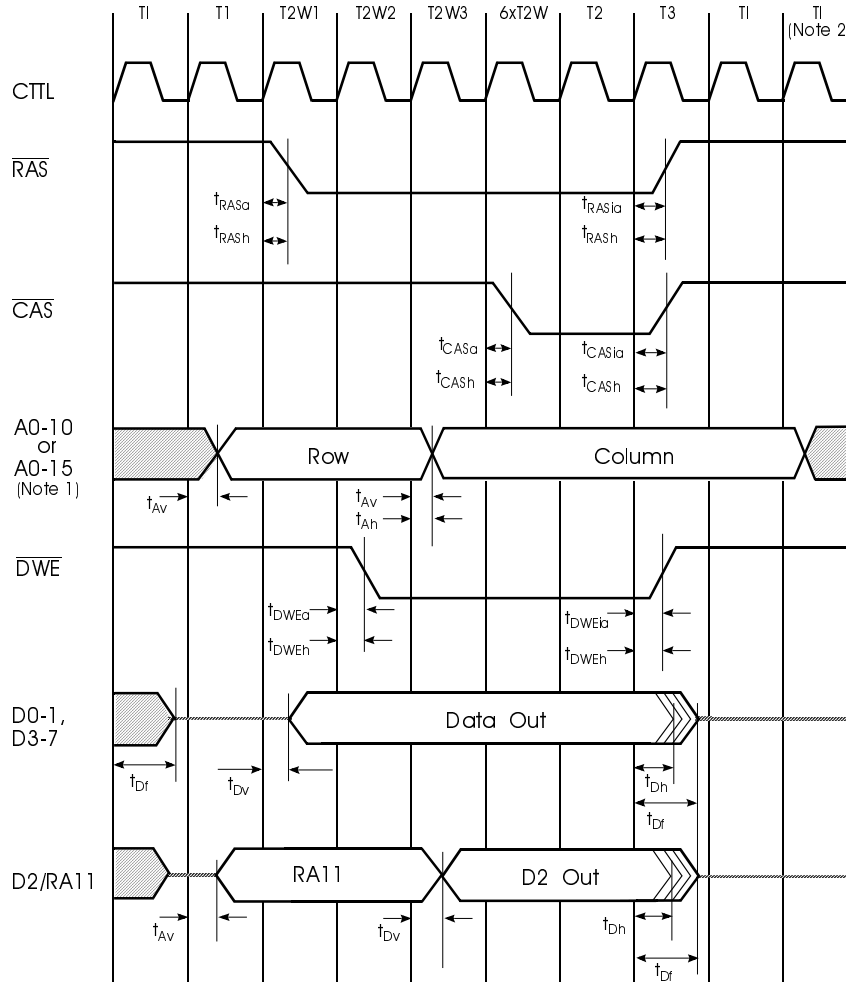 TI T1 T2W1 T2W2 T2W3 6xT2W T2 T3 TI TI
(Note 2
CTTL
RAS
tRASa tRASia
tRASh tRASh
CAS
tCASa tCASia
tCASh tCASh
A0-10
or
A0-15
(Note 1)
Row Column
tAv tAv
tAh
DWE
tDWEa tDWEia
tDWEh tDWEh
D0-1,
D3-7
Data Out
tDf tDv tDh
tDf
D2/RA11 RA11 D2 Out
tAv tDv tDh
tDf